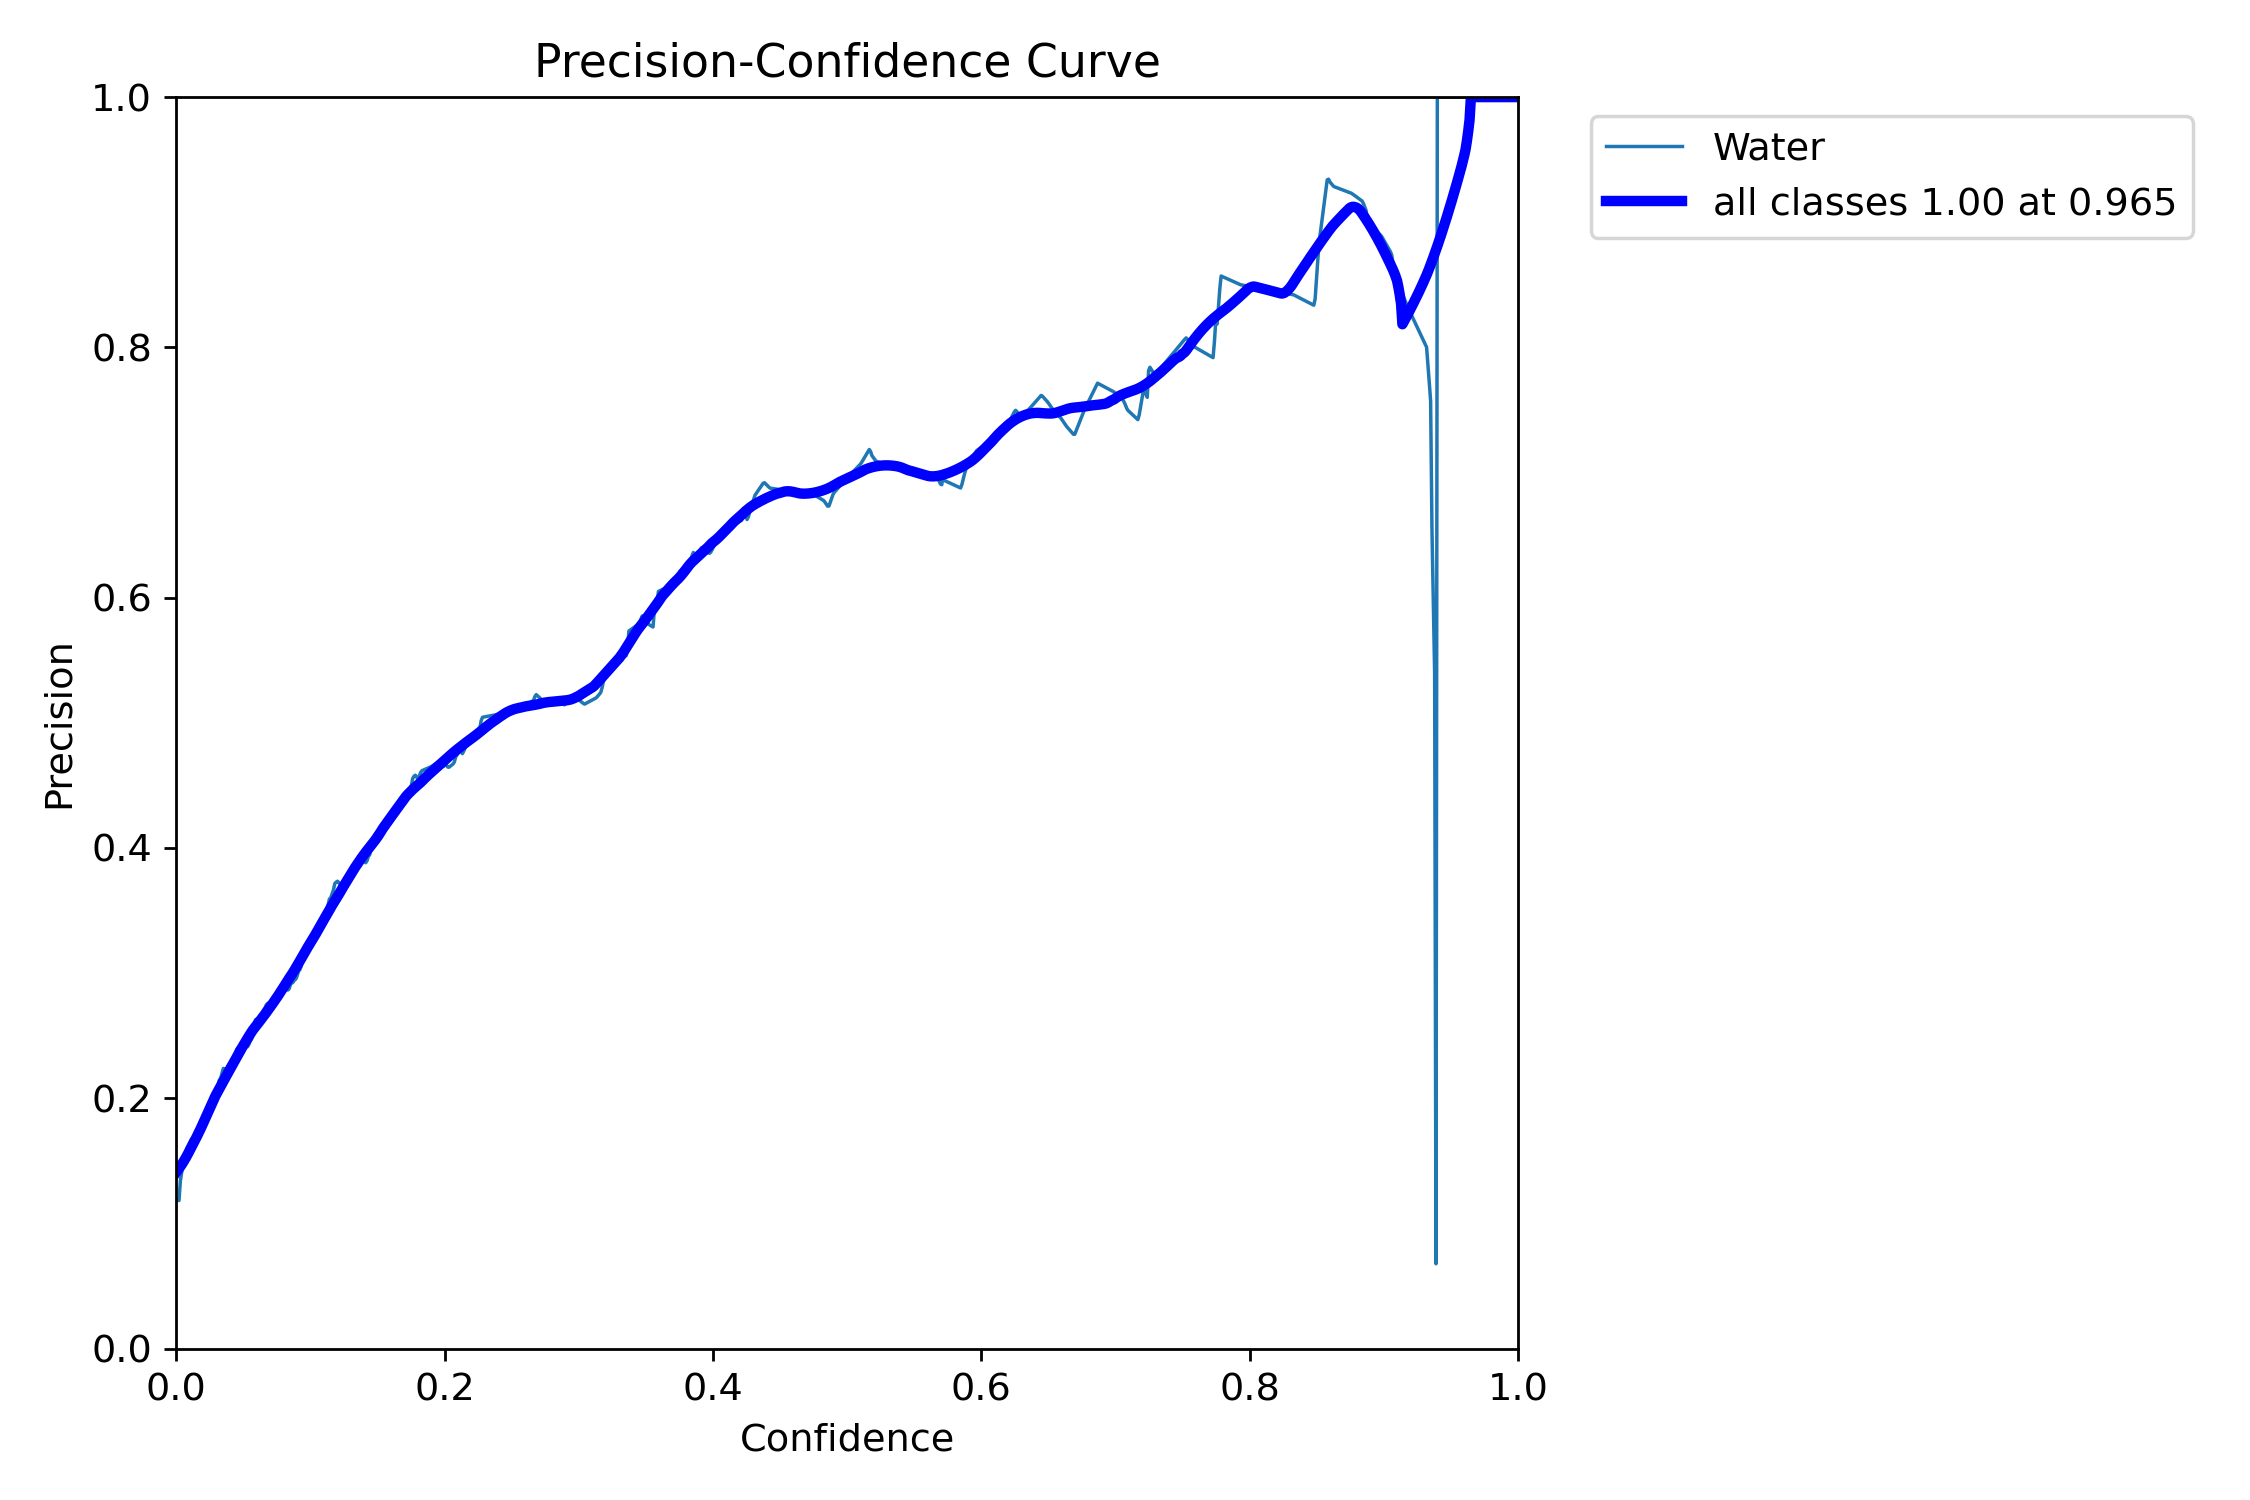 Precision-Confidence Curve
1.0
0.8
0.6
0.4
0.2
0.0
Precision
0.0 0.2 0.4 0.6 0.8 1.0
Confidence
Water
all classes 1.00 at 0.965